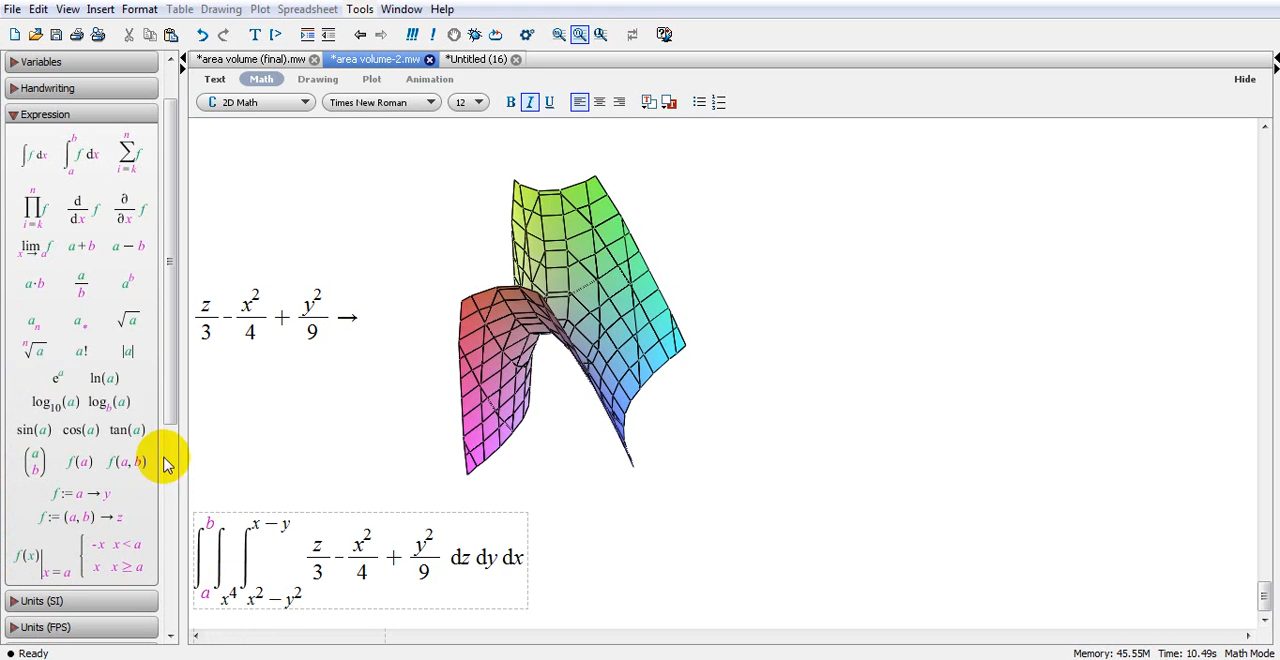 File Edit View Insert Format Table Drawing Plot Spreadsheet Tools Window Help
*area volume (final).mw *area volume-2.mw *Untitled (16)
Text Math Drawing Plot Animation Hide
C 2D Math Times New Roman 12 B I U
Variables
Handwriting
Expression
∫ f dx ∫_a^b f dx ∑_{i=k}^n f
∏_{i=k}^n f d/dx f ∂/∂x f
lim_{x→a} f a+b a−b
a·b a/b a^b
a_n a_* √a
ⁿ√a a! |a|
e^a ln(a)
log_10(a) log_b(a)
sin(a) cos(a) tan(a)
(a b) f(a) f(a, b)
f := a → y
f := (a, b) → z
f(x)|_{x=a} { -x x < a
x x ≥ a
Units (SI)
Units (FPS)
z/3 - x^2/4 + y^2/9 →
∫_a^b ∫_{x^4} ∫_{x^2 − y^2}^{x − y} z/3 - x^2/4 + y^2/9 dz dy dx
Ready Memory: 45.55M Time: 10.49s Math Mode